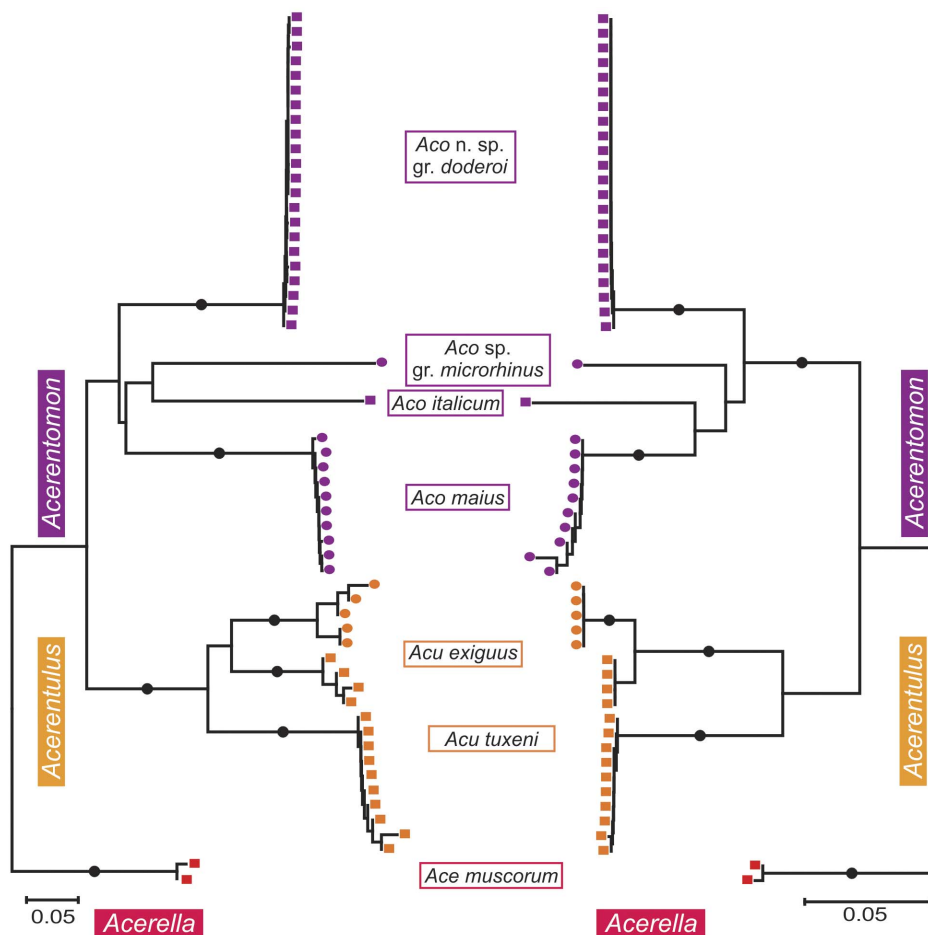 Aco n. sp.
gr. doderoi
Aco sp.
gr. microrhinus
Aco italicum
Acerentomon
Acerentomon
Aco maius
Acu exiguus
Acerentulus
Acerentulus
Acu tuxeni
Ace muscorum
0.05
0.05
Acerella
Acerella